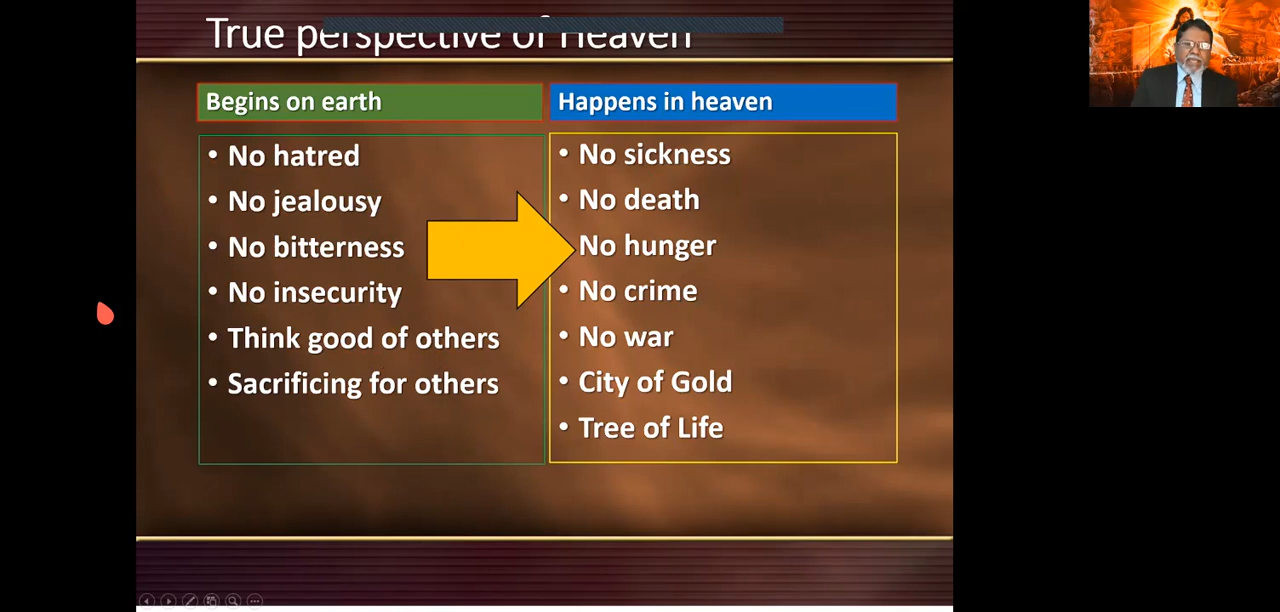 True perspective of Heaven
Begins on earth
Happens in heaven
• No hatred
• No jealousy
• No bitterness
• No insecurity
• Think good of others
• Sacrificing for others
• No sickness
• No death
No hunger
• No crime
• No war
• City of Gold
• Tree of Life